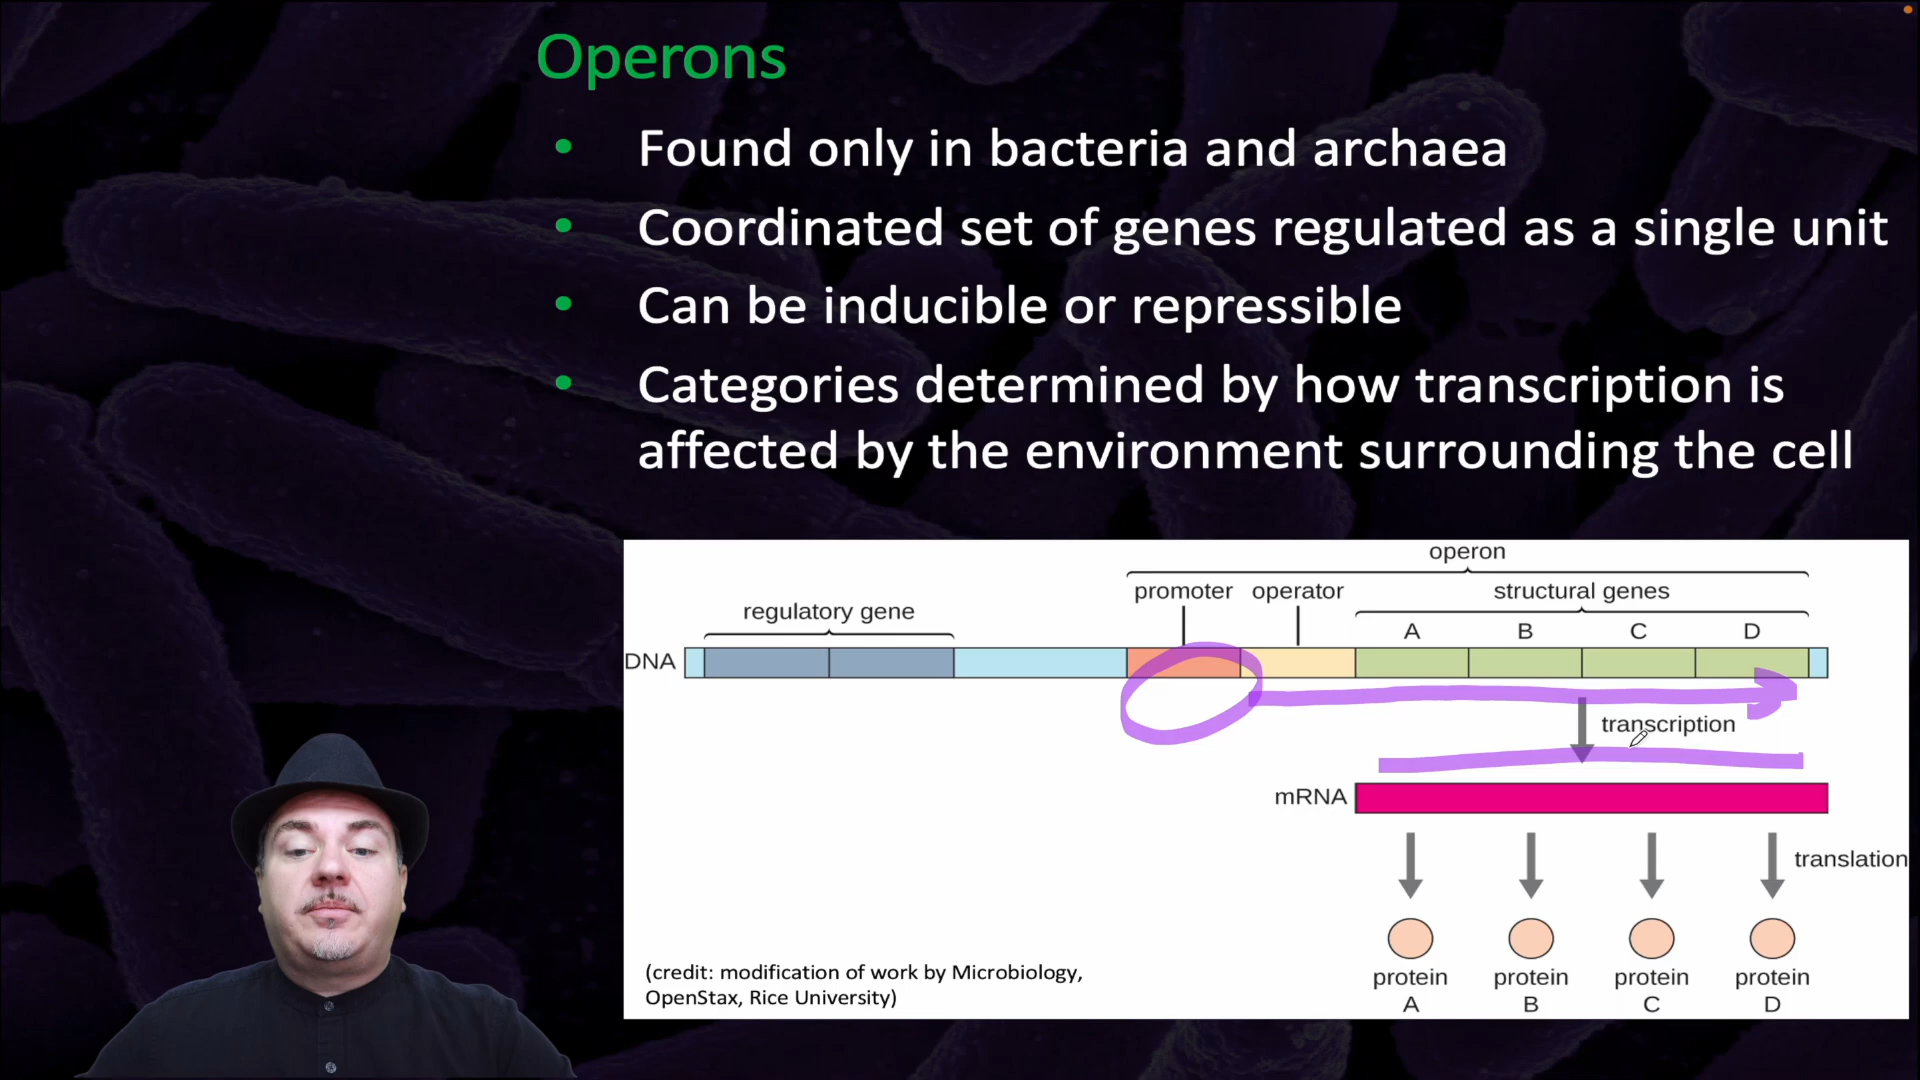 Operons
• Found only in bacteria and archaea
• Coordinated set of genes regulated as a single unit
• Can be inducible or repressible
• Categories determined by how transcription is
affected by the environment surrounding the cell
operon
promoter operator structural genes
regulatory gene
A B C D
DNA
transcription
mRNA
translation
protein protein protein protein
A B C D
(credit: modification of work by Microbiology,
OpenStax, Rice University)